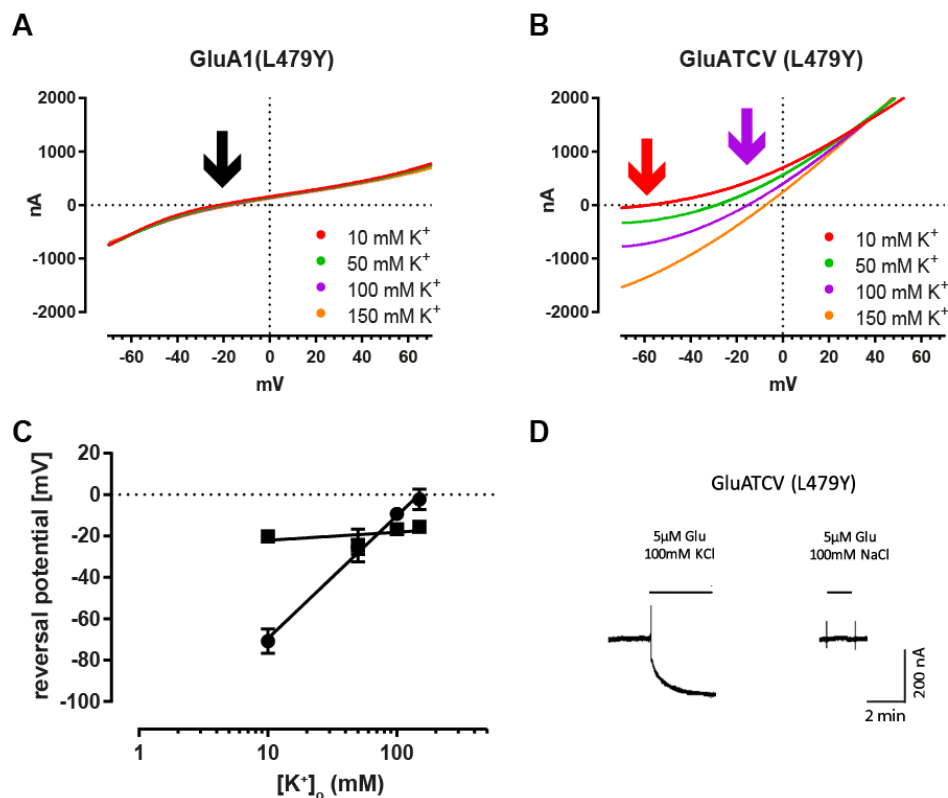 A
GluA1(L479Y)
2000
1000
0
-1000
-2000
nA
10 mM K⁺
50 mM K⁺
100 mM K⁺
150 mM K⁺
-60 -40 -20 0 20 40 60
mV
B
GluATCV (L479Y)
2000
1000
0
-1000
-2000
nA
10 mM K⁺
50 mM K⁺
100 mM K⁺
150 mM K⁺
-60 -40 -20 0 20 40 60
mV
C
20
0
-20
-40
-60
-80
-100
reversal potential [mV]
1 10 100
[K⁺]ₒ (mM)
D
GluATCV (L479Y)
5µM Glu
100mM KCl
5µM Glu
100mM NaCl
200 nA
2 min